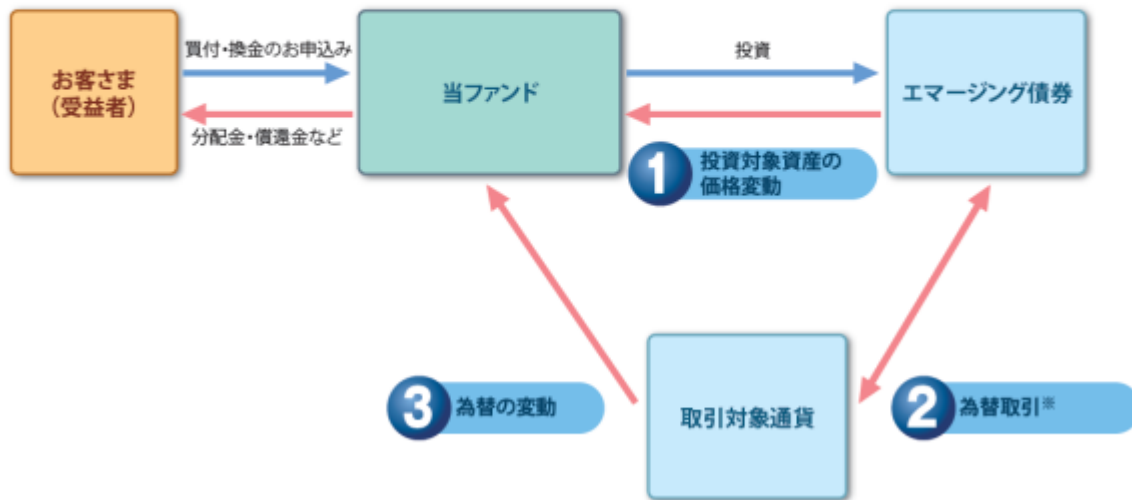 お客さま
(受益者)
買付・換金のお申込み
分配金・償還金など
当ファンド
投資
エマージング債券
1 投資対象資産の
価格変動
3 為替の変動
取引対象通貨
2 為替取引※